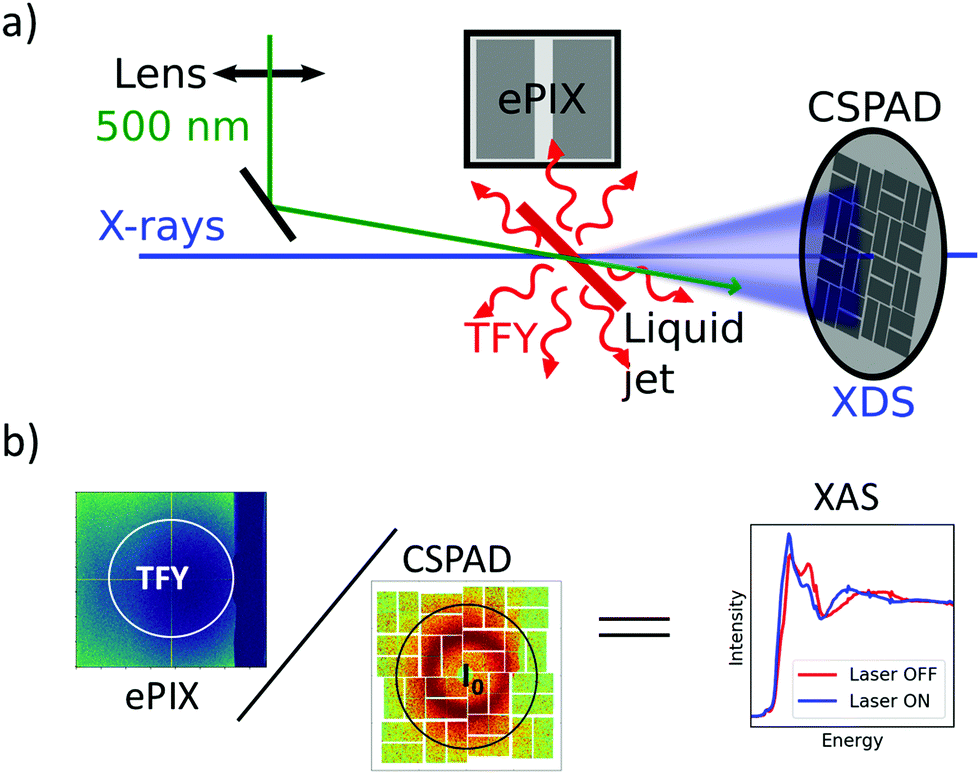 a)
Lens
500 nm
X-rays
ePIX
CSPAD
TFY
Liquid
jet
XDS
b)
TFY
ePIX
CSPAD
I0
XAS
Intensity
Laser OFF
Laser ON
Energy